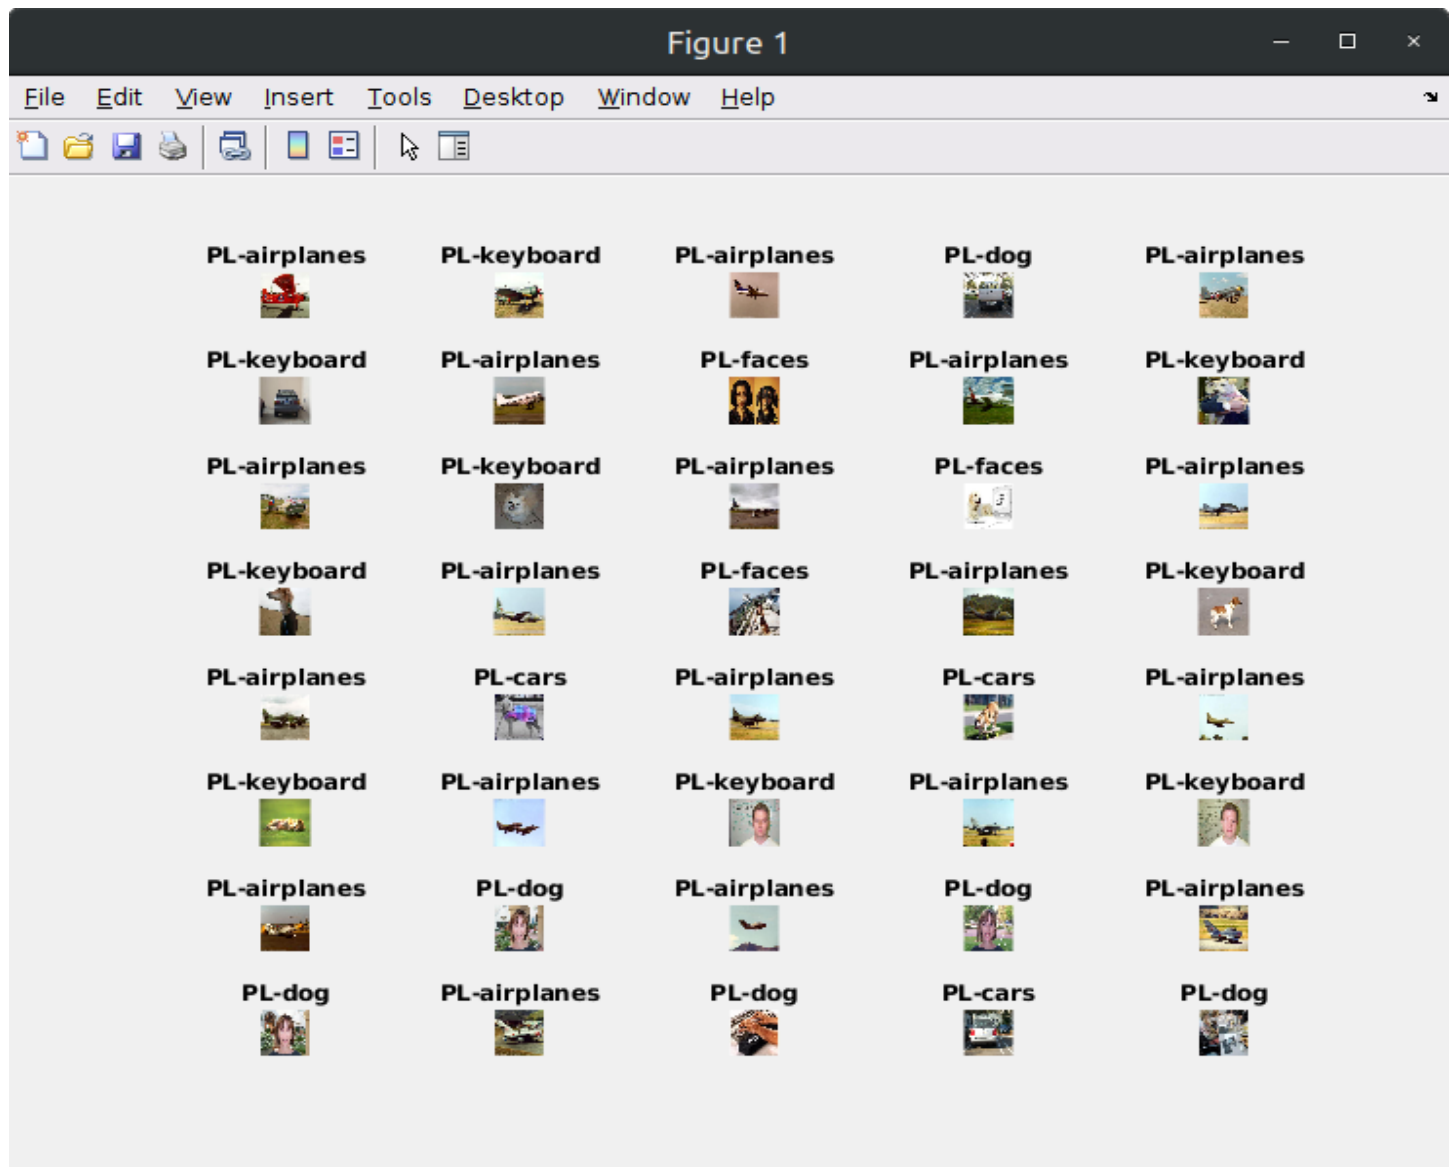 Figure 1
File Edit View Insert Tools Desktop Window Help
PL-airplanes PL-keyboard PL-airplanes PL-dog PL-airplanes
PL-keyboard PL-airplanes PL-faces PL-airplanes PL-keyboard
PL-airplanes PL-keyboard PL-airplanes PL-faces PL-airplanes
PL-keyboard PL-airplanes PL-faces PL-airplanes PL-keyboard
PL-airplanes PL-cars PL-airplanes PL-cars PL-airplanes
PL-keyboard PL-airplanes PL-keyboard PL-airplanes PL-keyboard
PL-airplanes PL-dog PL-airplanes PL-dog PL-airplanes
PL-dog PL-airplanes PL-dog PL-cars PL-dog